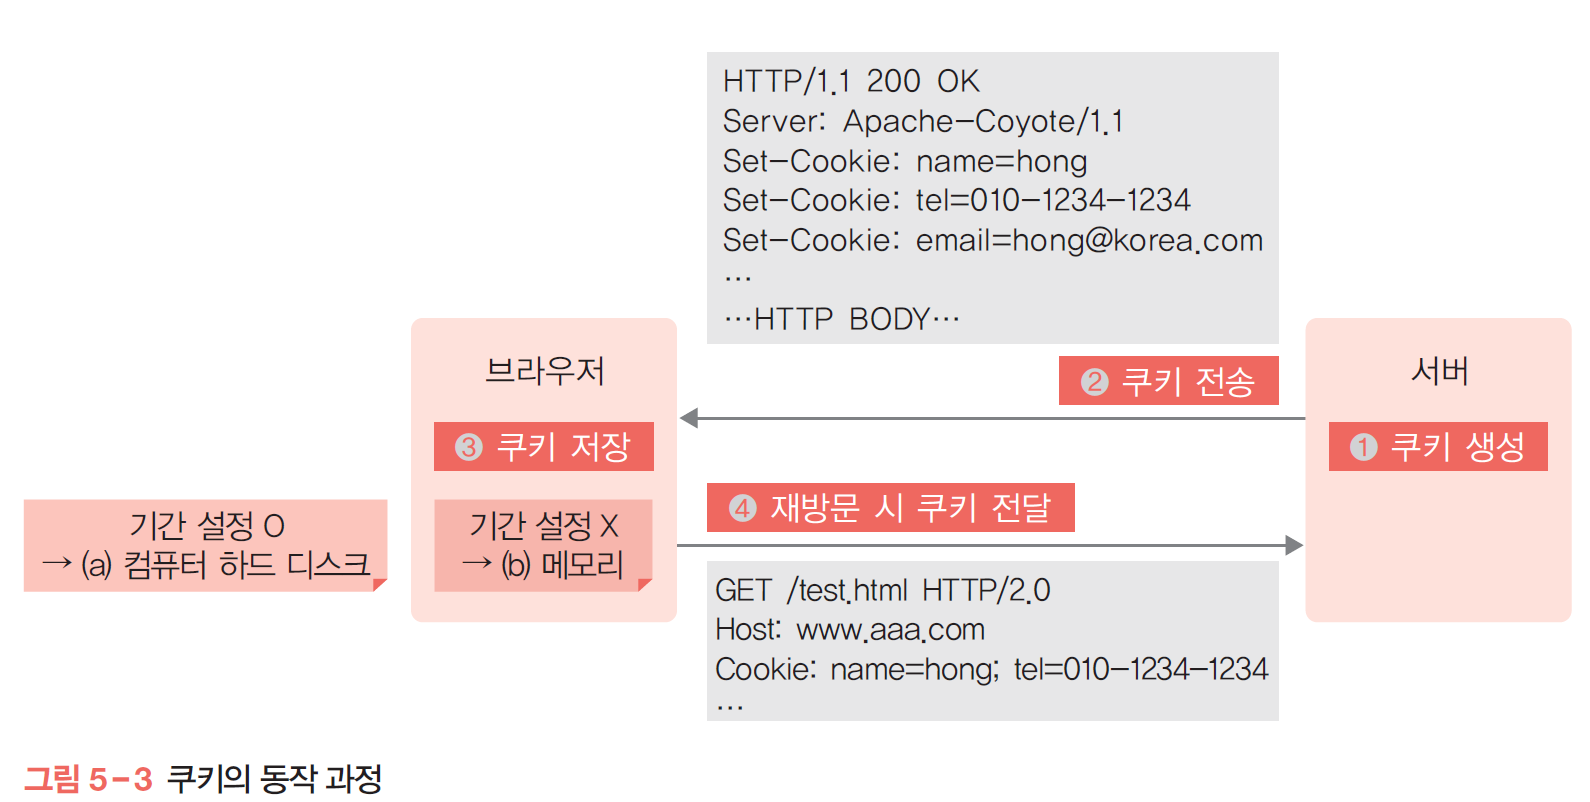 HTTP/1.1 200 OK
Server: Apache-Coyote/1.1
Set-Cookie: name=hong
Set-Cookie: tel=010-1234-1234
Set-Cookie: email=hong@korea.com
…
…HTTP BODY…
브라우저
서버
❷ 쿠키 전송
❸ 쿠키 저장
❶ 쿠키 생성
기간 설정 O
→ (a) 컴퓨터 하드 디스크
기간 설정 X
→ (b) 메모리
❹ 재방문 시 쿠키 전달
GET /test.html HTTP/2.0
Host: www.aaa.com
Cookie: name=hong; tel=010-1234-1234
…
그림 5-3 쿠키의 동작 과정